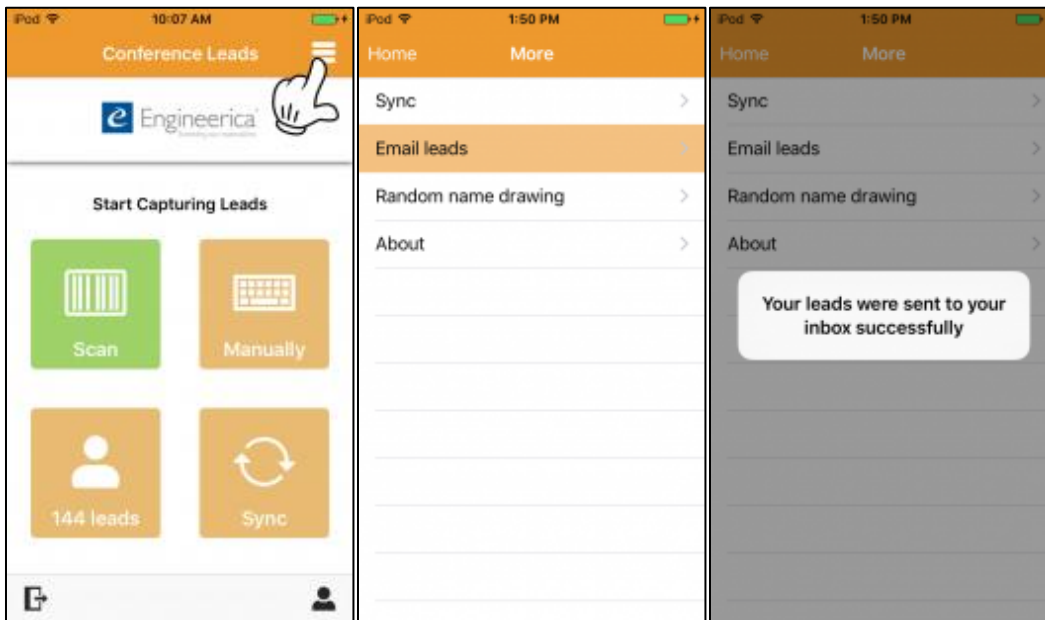 iPod 10:07 AM
Conference Leads
e Engineerica
Start Capturing Leads
Scan
Manually
144 leads
Sync
iPod 1:50 PM
Home More
Sync
Email leads
Random name drawing
About
iPod 1:50 PM
Home More
Sync
Email leads
Random name drawing
About
Your leads were sent to your
inbox successfully